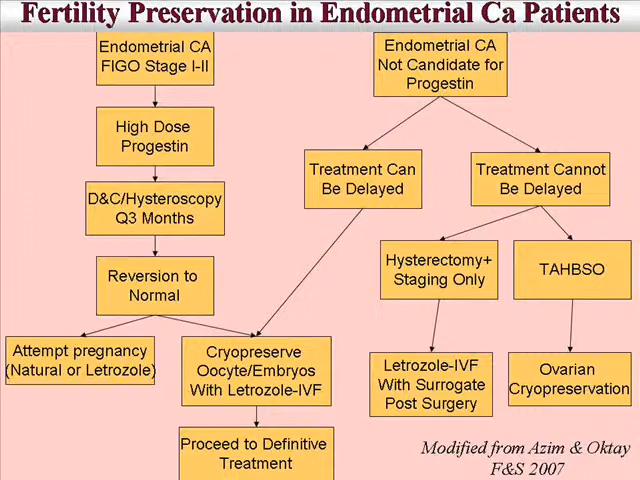 Fertility Preservation in Endometrial Ca Patients
Endometrial CA
FIGO Stage I-II
High Dose
Progestin
D&C/Hysteroscopy
Q3 Months
Reversion to
Normal
Attempt pregnancy
(Natural or Letrozole)
Cryopreserve
Oocyte/Embryos
With Letrozole-IVF
Proceed to Definitive
Treatment
Endometrial CA
Not Candidate for
Progestin
Treatment Can
Be Delayed
Treatment Cannot
Be Delayed
Hysterectomy+
Staging Only
TAHBSO
Letrozole-IVF
With Surrogate
Post Surgery
Ovarian
Cryopreservation
Modified from Azim & Oktay
F&S 2007